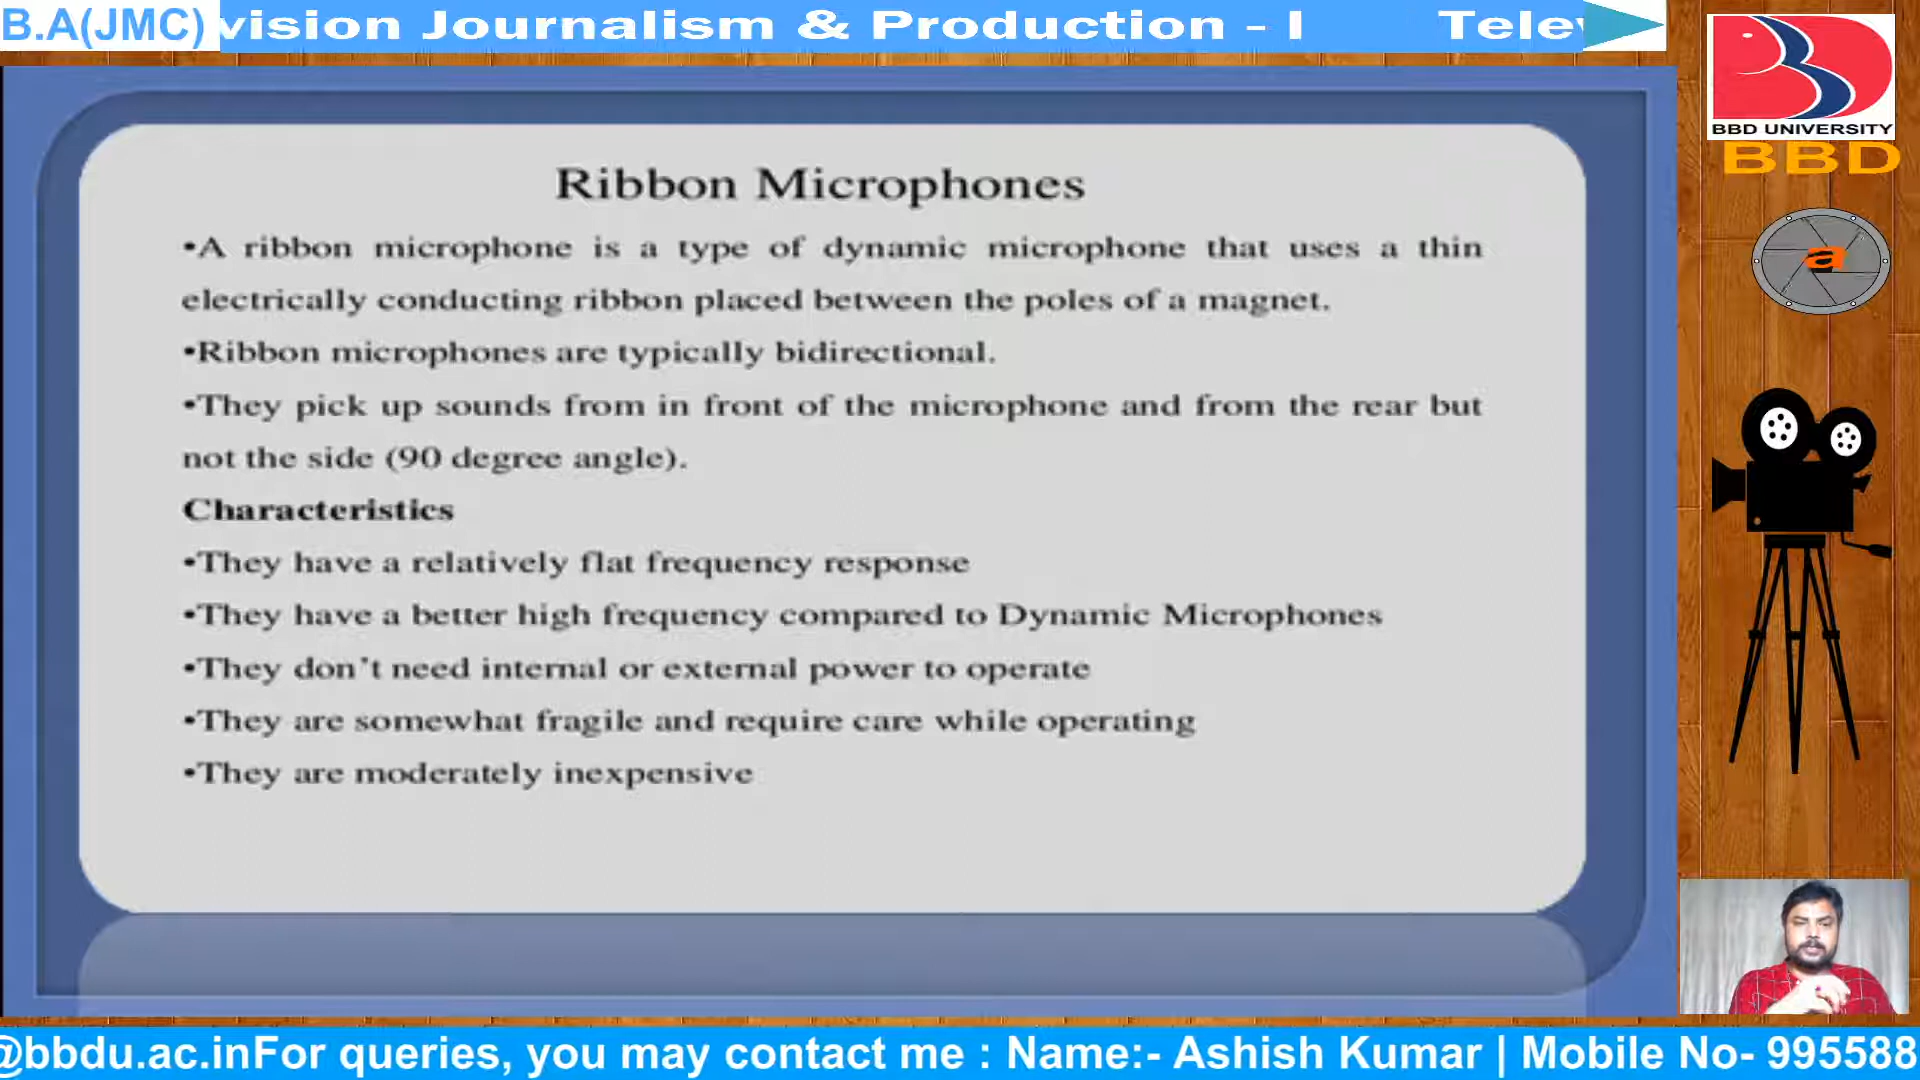 B.A(JMC)
vision Journalism & Production - I Telev
BBD UNIVERSITY
BBD
a
Ribbon Microphones
•A ribbon microphone is a type of dynamic microphone that uses a thin
electrically conducting ribbon placed between the poles of a magnet.
•Ribbon microphones are typically bidirectional.
•They pick up sounds from in front of the microphone and from the rear but
not the side (90 degree angle).
Characteristics
•They have a relatively flat frequency response
•They have a better high frequency compared to Dynamic Microphones
•They don't need internal or external power to operate
•They are somewhat fragile and require care while operating
•They are moderately inexpensive
@bbdu.ac.inFor queries, you may contact me : Name:- Ashish Kumar | Mobile No- 995588